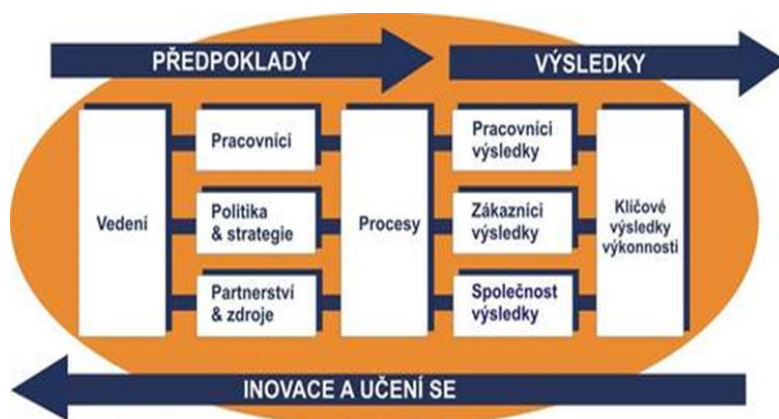 PŘEDPOKLADY
VÝSLEDKY
Vedení
Pracovníci
Politika
& strategie
Partnerství
& zdroje
Procesy
Pracovníci
výsledky
Zákazníci
výsledky
Společnost
výsledky
Klíčové
výsledky
výkonnosti
INOVACE A UČENÍ SE